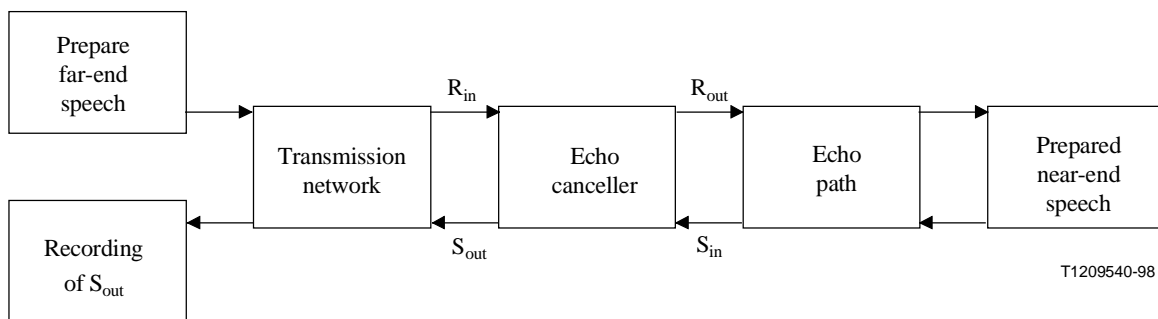 Prepare
far-end
speech
R_in
R_out
Transmission
network
Echo
canceller
Echo
path
Prepared
near-end
speech
Recording
of S_out
S_out
S_in
T1209540-98